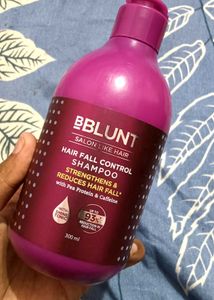 BBLUNT
SALON LIKE HAIR
HAIR FALL CONTROL
SHAMPOO
STRENGTHENS &
REDUCES HAIR FALL*
with Pea Protein & Caffeine
300 ml